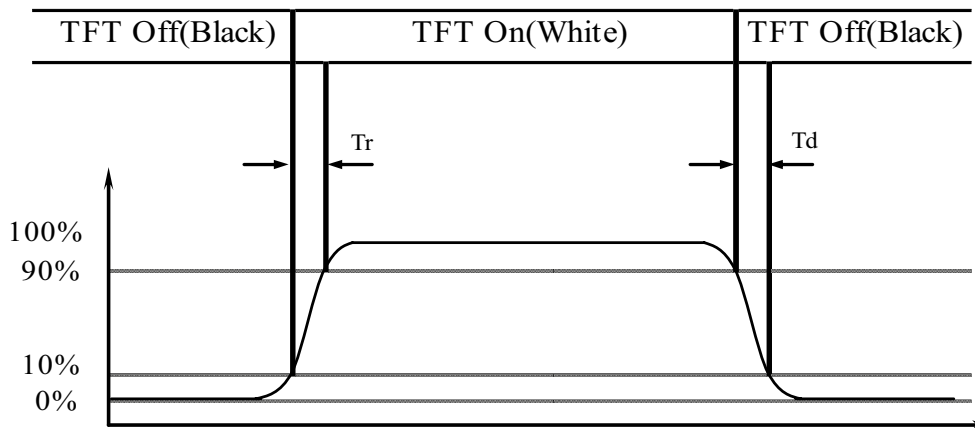 TFT Off(Black) TFT On(White) TFT Off(Black)
Tr Td
100%
90%
10%
0%